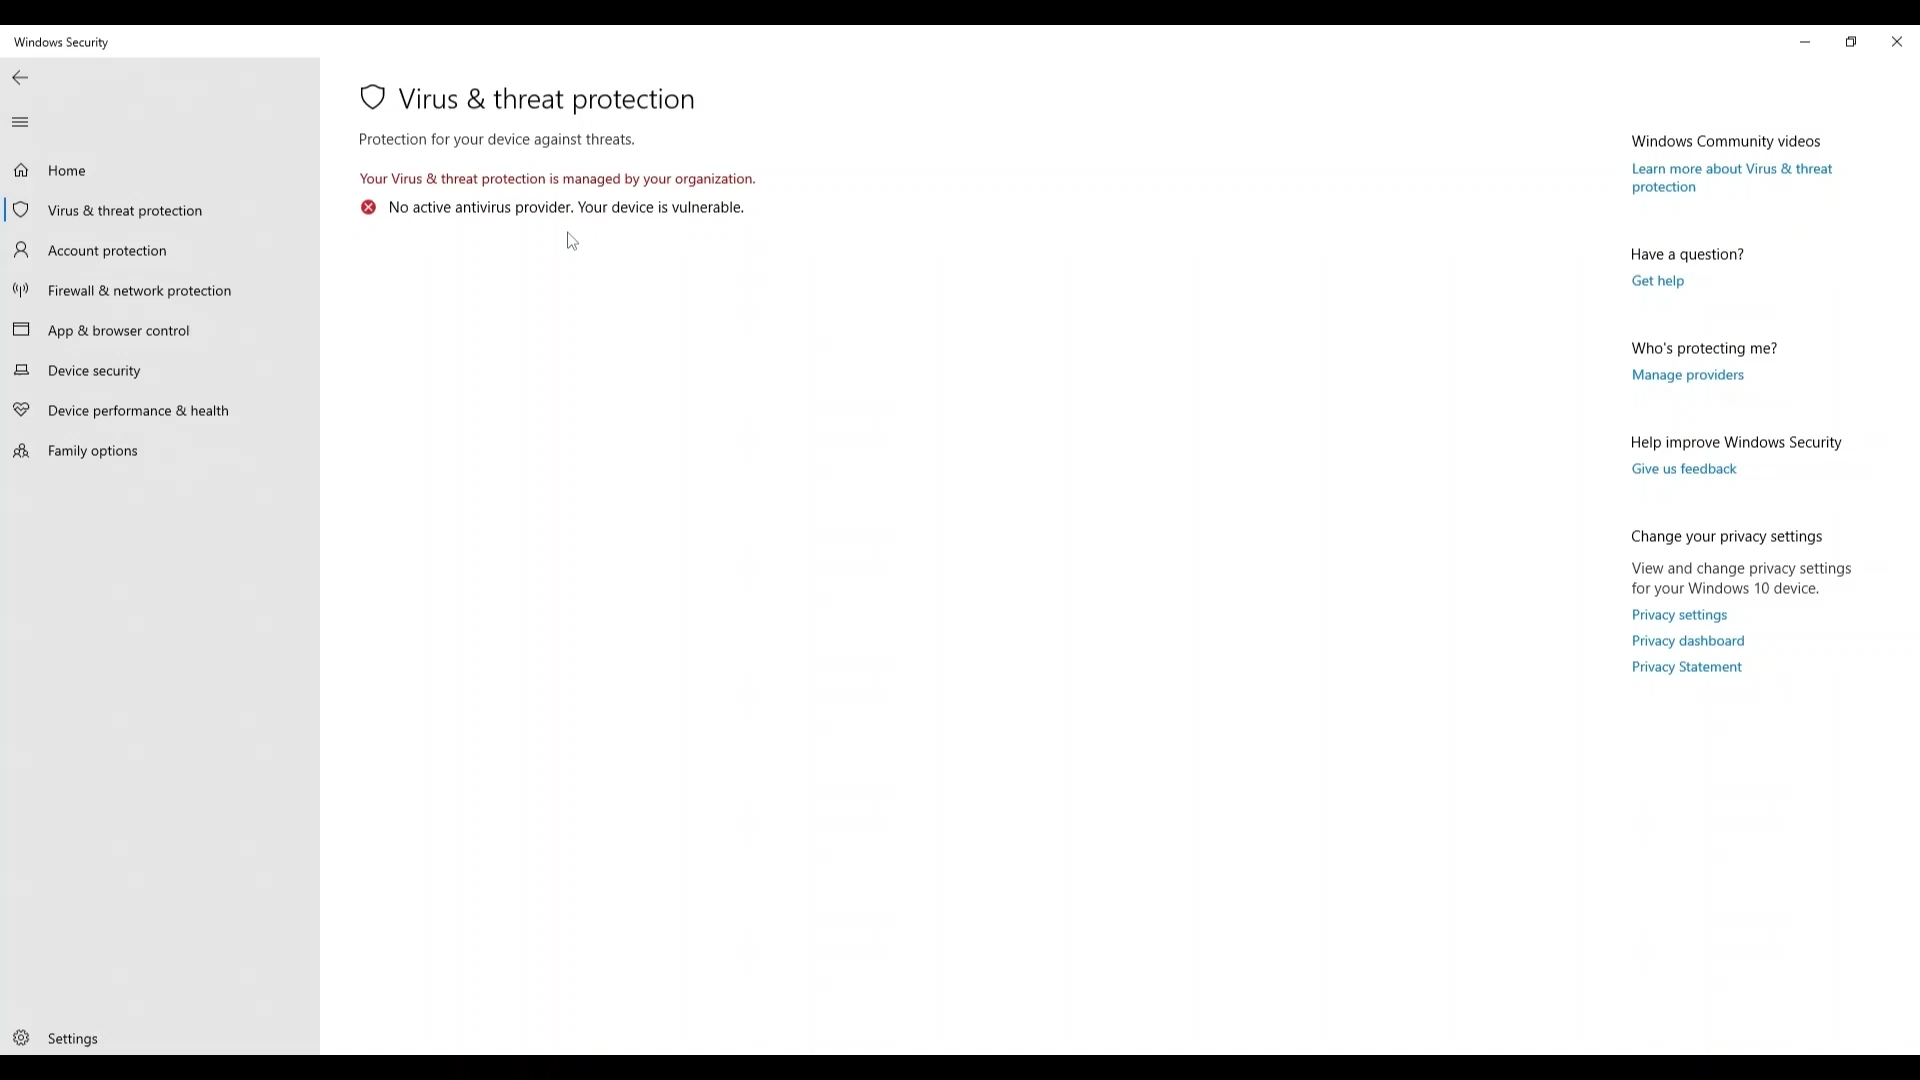 Windows Security
Home
Virus & threat protection
Account protection
Firewall & network protection
App & browser control
Device security
Device performance & health
Family options
Settings
Virus & threat protection
Protection for your device against threats.
Your Virus & threat protection is managed by your organization.
No active antivirus provider. Your device is vulnerable.
Windows Community videos
Learn more about Virus & threat
protection
Have a question?
Get help
Who's protecting me?
Manage providers
Help improve Windows Security
Give us feedback
Change your privacy settings
View and change privacy settings
for your Windows 10 device.
Privacy settings
Privacy dashboard
Privacy Statement